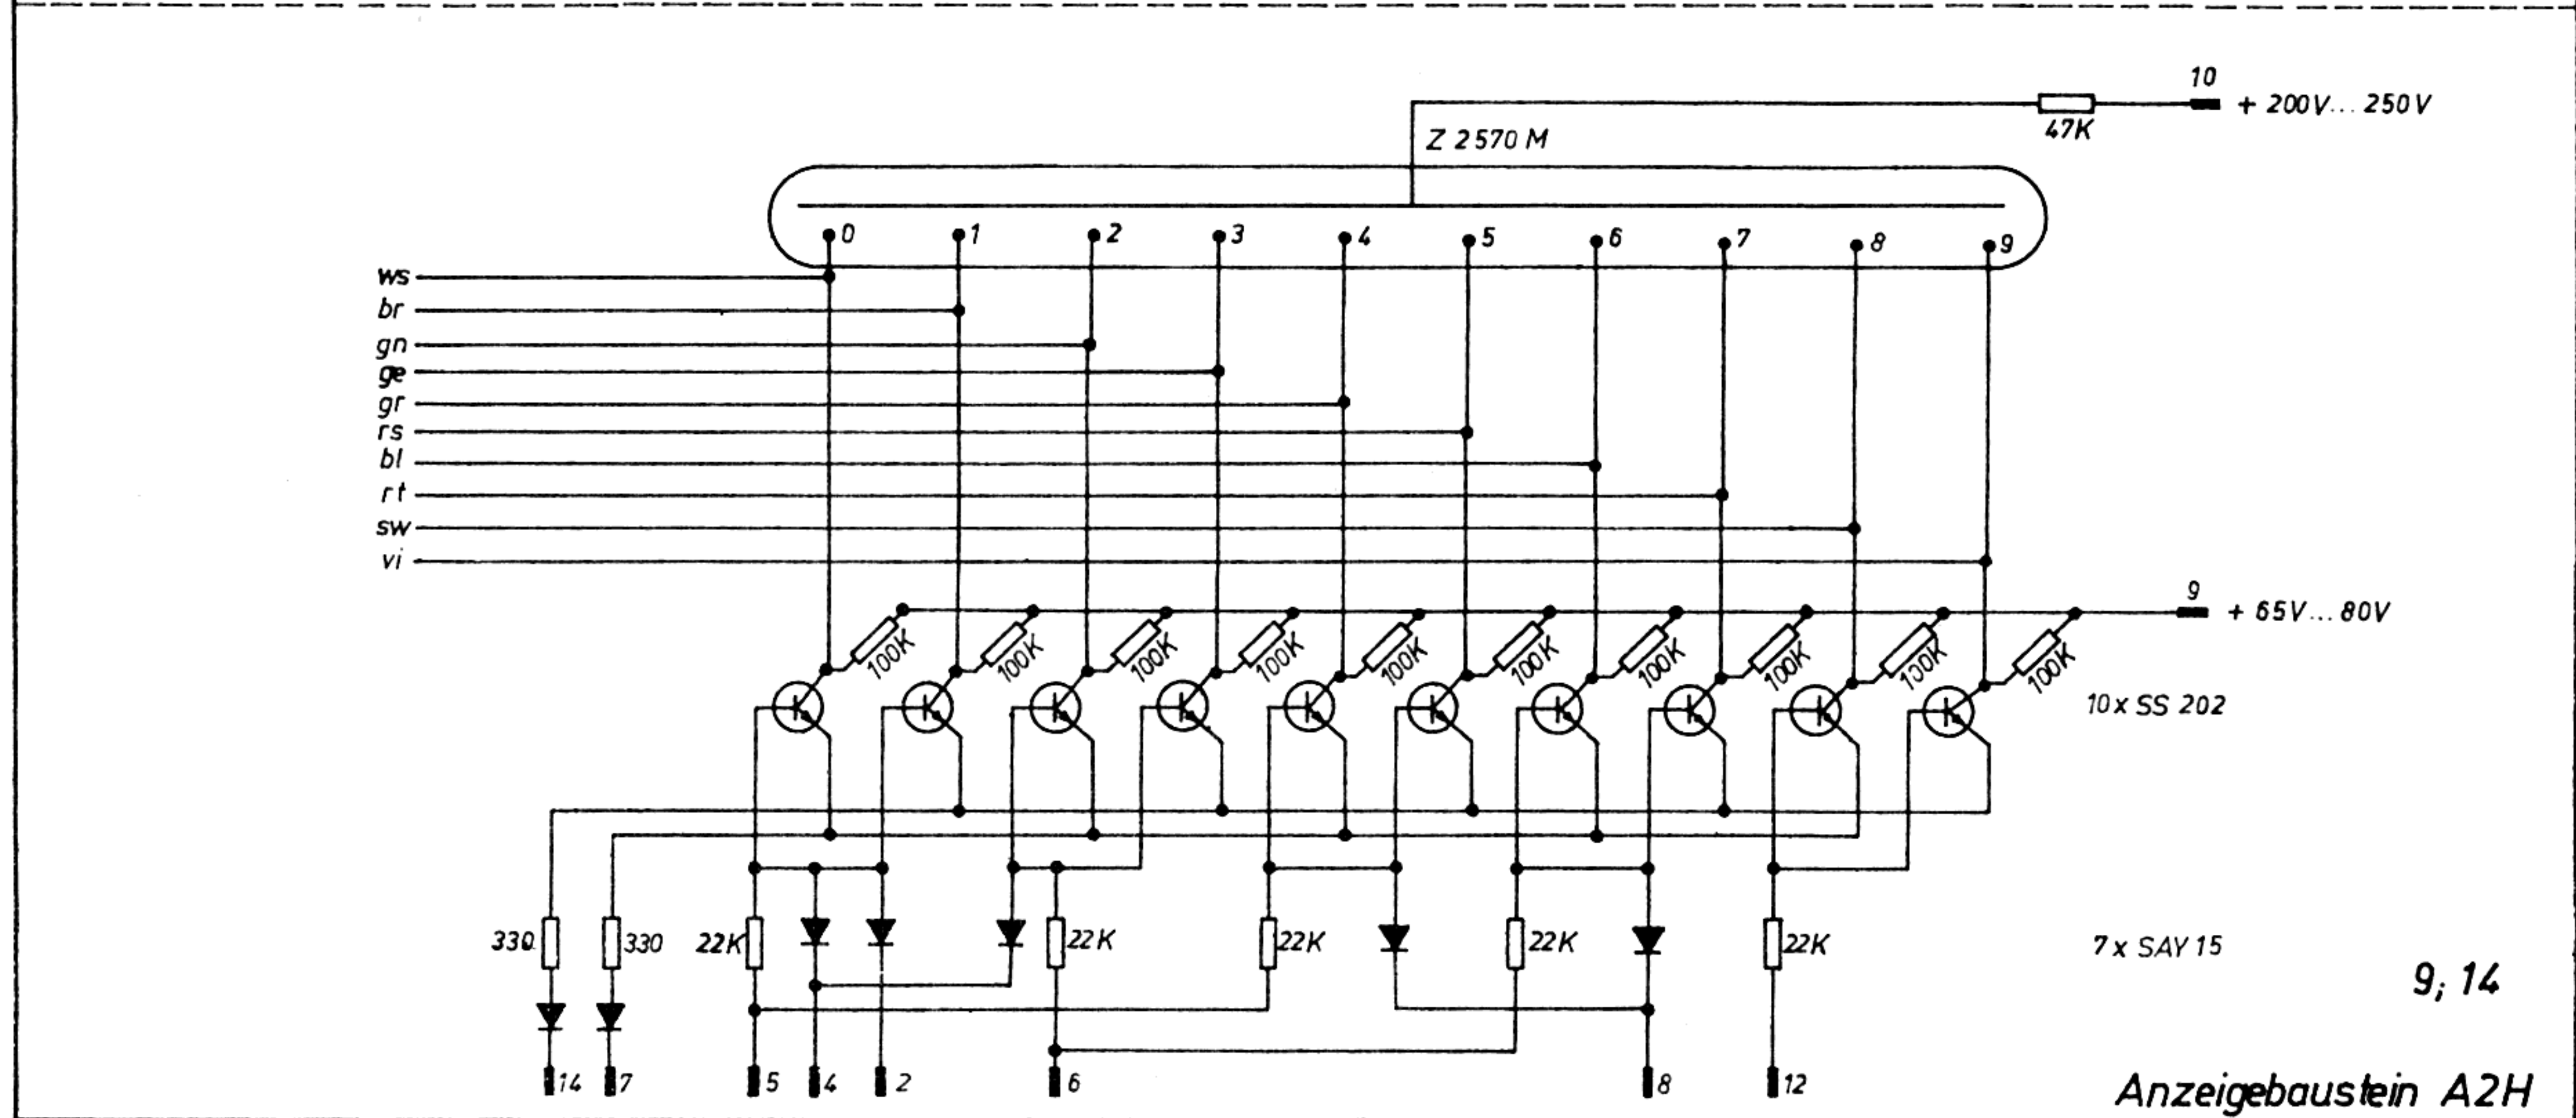 10
+ 200V... 250V
47K
Z 2570 M
0 1 2 3 4 5 6 7 8 9
ws
br
gn
ge
gr
rs
bl
rt
sw
vi
9
+ 65V... 80V
100K 100K 100K 100K 100K 100K 100K 100K 100K 100K
10x SS 202
330 330 22K 22K 22K 22K 22K
7x SAY 15
9; 14
14 7 5 4 2 6 8 12
Anzeigebaustein A2H